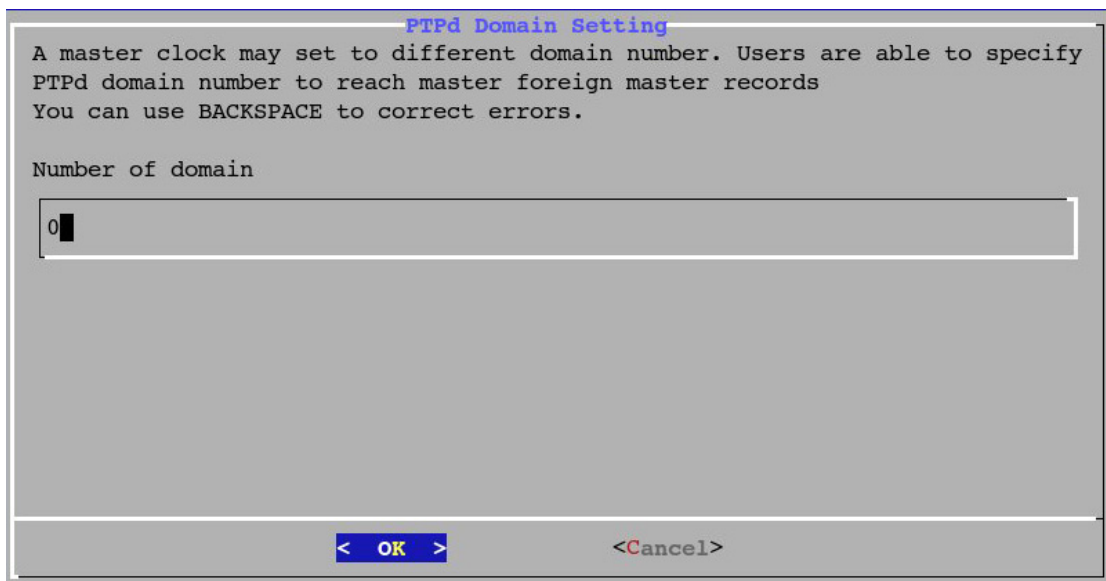 PTPd Domain Setting
A master clock may set to different domain number. Users are able to specify
PTPd domain number to reach master foreign master records
You can use BACKSPACE to correct errors.
Number of domain
0
< OK > <Cancel>